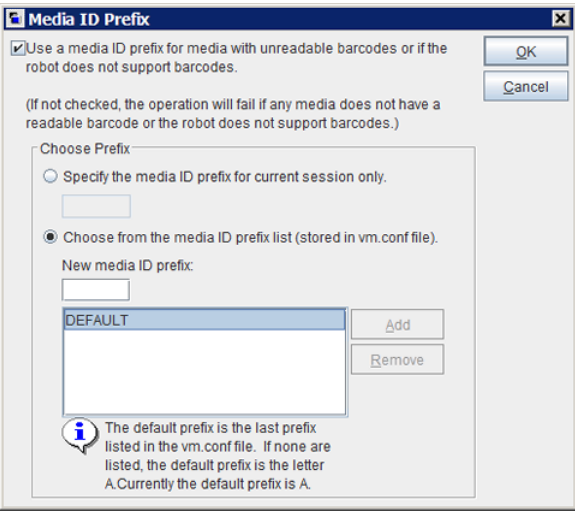 Media ID Prefix
Use a media ID prefix for media with unreadable barcodes or if the
robot does not support barcodes.
OK
Cancel
(If not checked, the operation will fail if any media does not have a
readable barcode or the robot does not support barcodes.)
Choose Prefix
Specify the media ID prefix for current session only.
Choose from the media ID prefix list (stored in vm.conf file).
New media ID prefix:
DEFAULT
Add
Remove
The default prefix is the last prefix
listed in the vm.conf file. If none are
listed, the default prefix is the letter
A.Currently the default prefix is A.